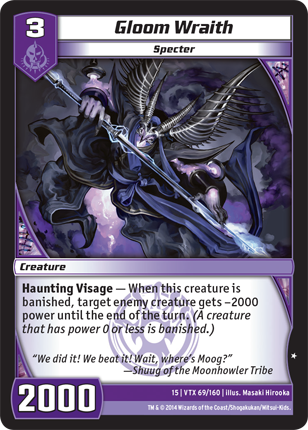 3
Gloom Wraith
Specter
Creature
Haunting Visage — When this creature is
banished, target enemy creature gets –2000
power until the end of the turn. (A creature
that has power 0 or less is banished.)
“We did it! We beat it! Wait, where’s Moog?”
—Shuug of the Moonhowler Tribe
2000
15 | VTX 69/160 | illus. Masaki Hirooka
TM & © 2014 Wizards of the Coast/Shogakukan/Mitsui-Kids.